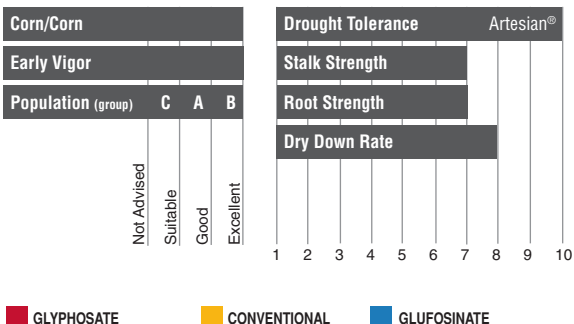 Corn/Corn
Early Vigor
Population (group) C A B
Not Advised
Suitable
Good
Excellent
Drought Tolerance Artesian®
Stalk Strength
Root Strength
Dry Down Rate
1 2 3 4 5 6 7 8 9 10
GLYPHOSATE CONVENTIONAL GLUFOSINATE